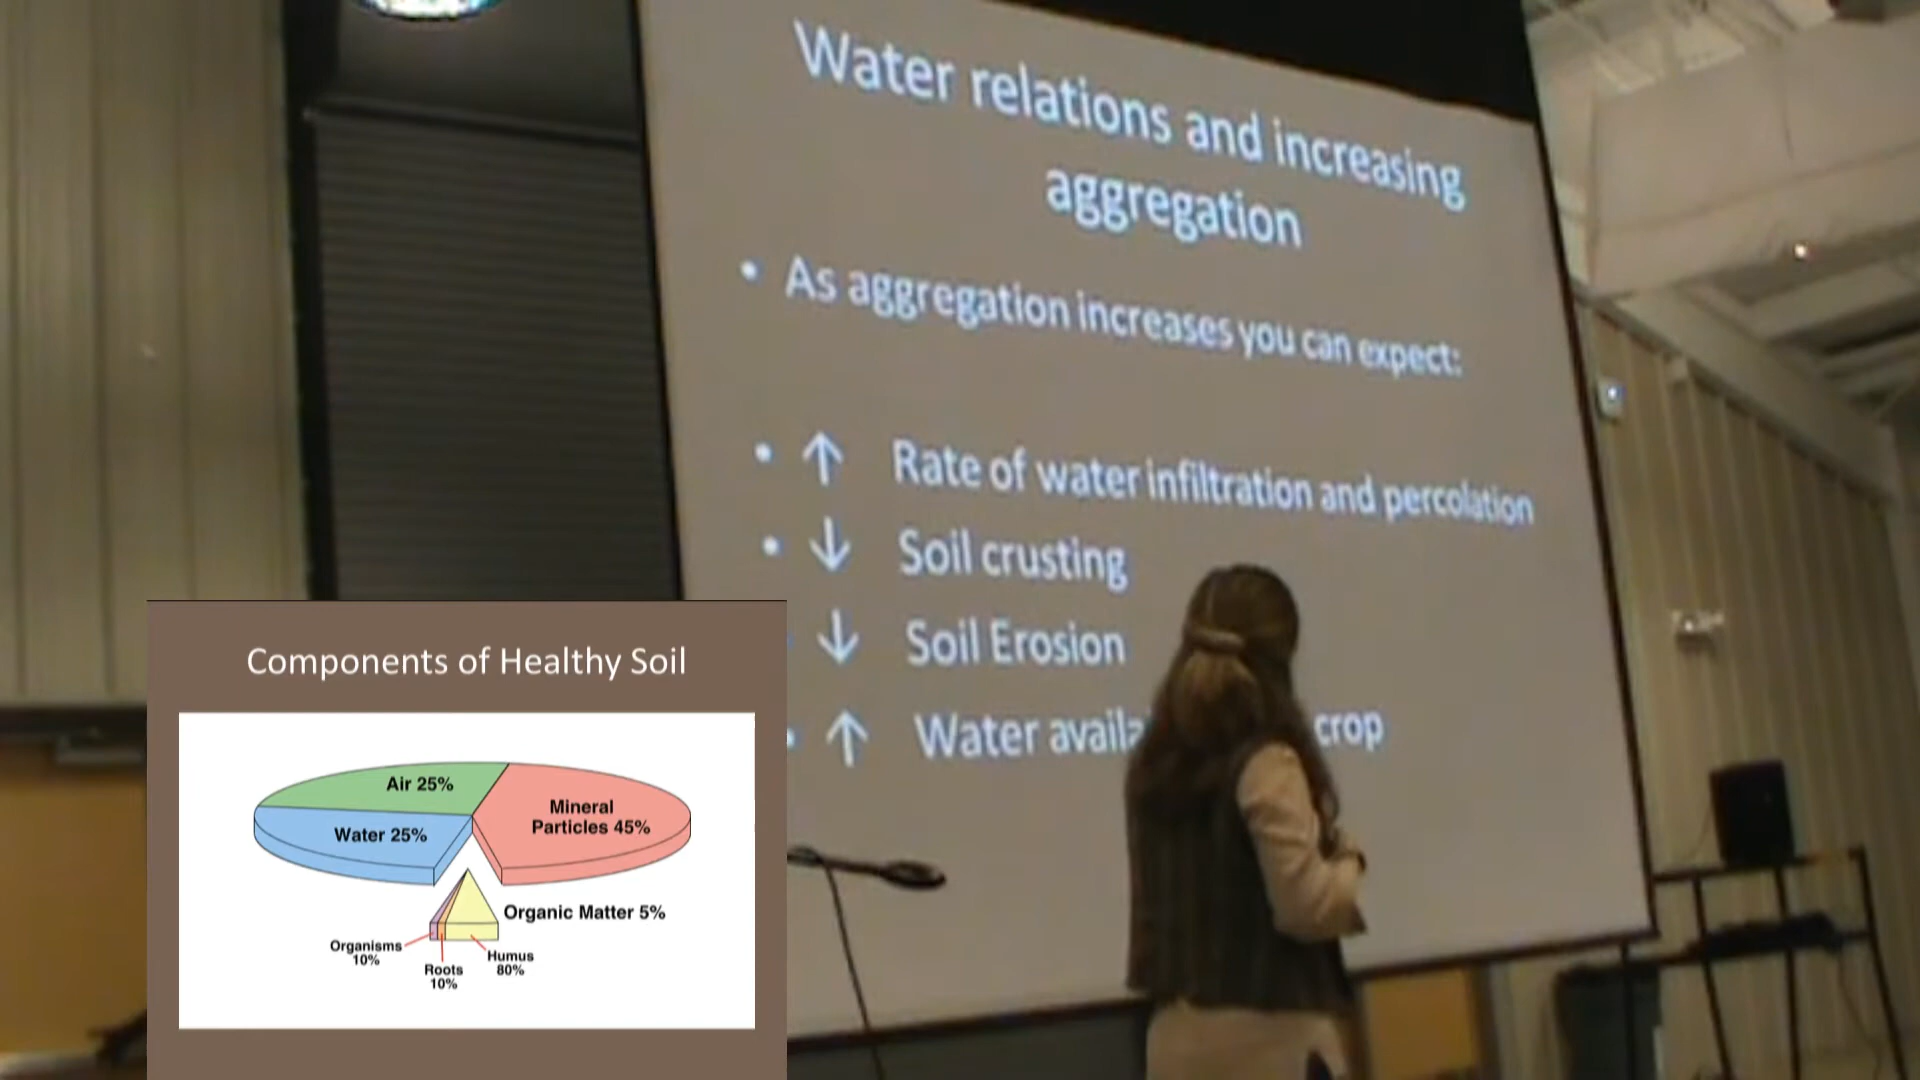 Water relations and increasing
aggregation
• As aggregation increases you can expect:
• ↑ Rate of water infiltration and percolation
• ↓ Soil crusting
• ↓ Soil Erosion
• ↑ Water crop
Components of Healthy Soil
Air 25%
Mineral
Particles 45%
Water 25%
Organic Matter 5%
Organisms
10%
Roots
10%
Humus
80%